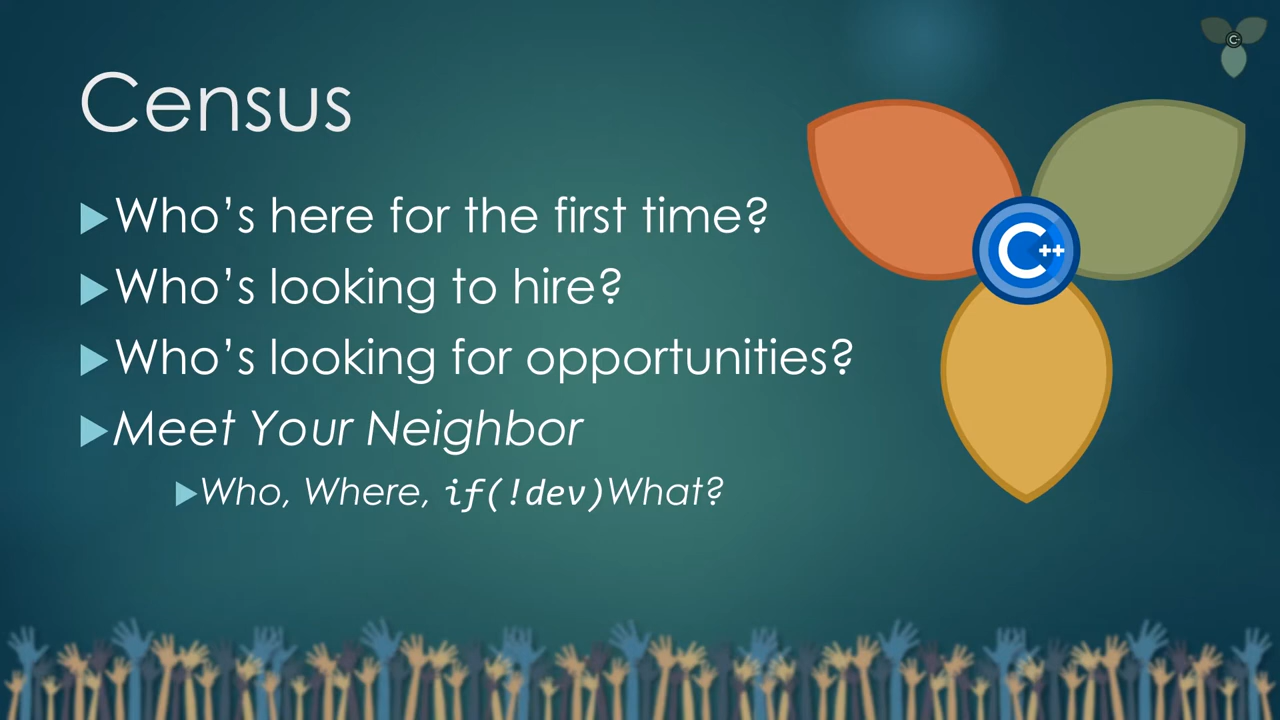 Census
Who's here for the first time?
Who's looking to hire?
Who's looking for opportunities?
Meet Your Neighbor
Who, Where, if(!dev)What?
C++
C